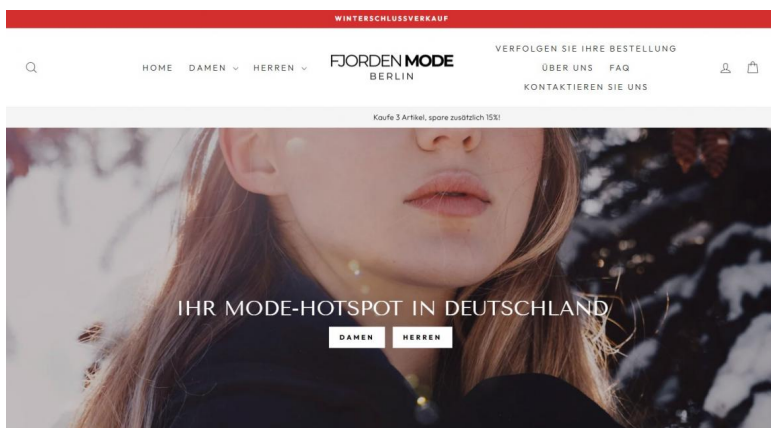 WINTERSCHLUSSVERKAUF
HOME DAMEN HERREN
FJORDEN MODE
BERLIN
VERFOLGEN SIE IHRE BESTELLUNG
ÜBER UNS FAQ
KONTAKTIEREN SIE UNS
Kaufe 3 Artikel, spare zusätzlich 15%!
IHR MODE-HOTSPOT IN DEUTSCHLAND
DAMEN HERREN